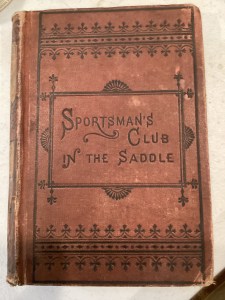 SPORTSMAN'S
CLUB
IN THE SADDLE